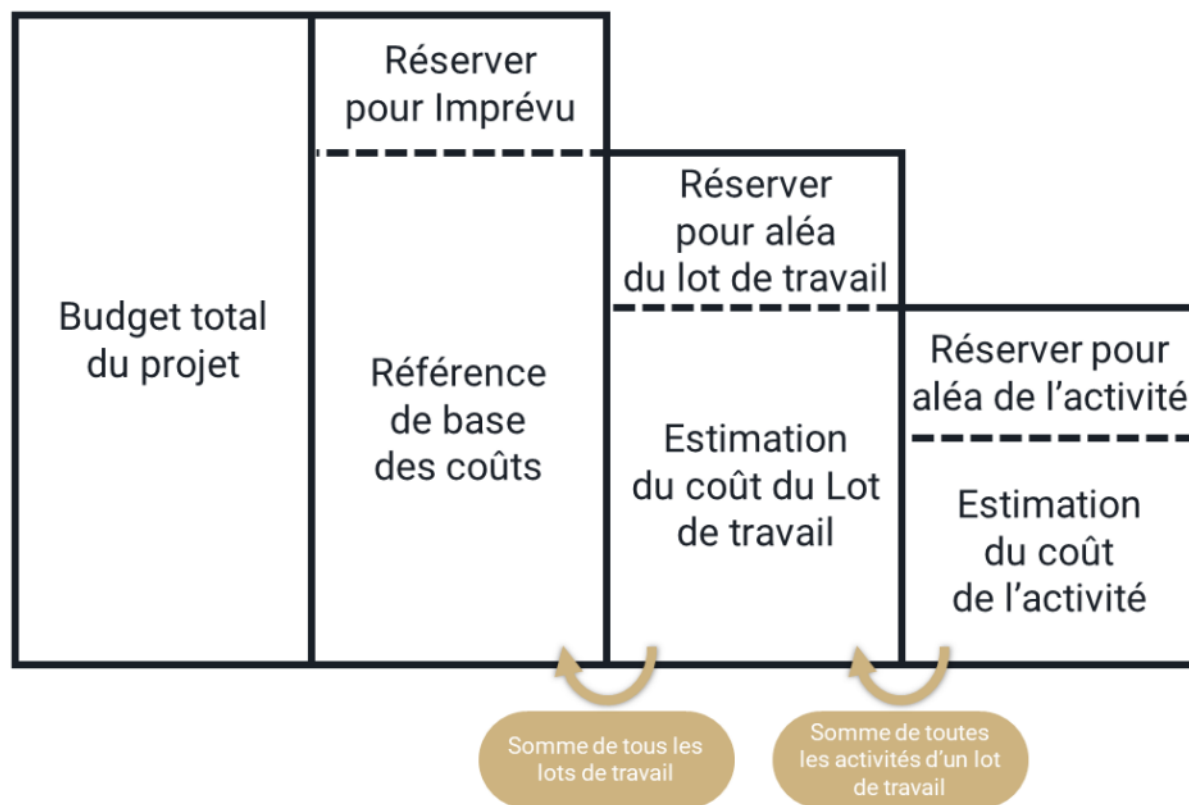 Budget total
du projet
Réserver
pour Imprévu
Référence
de base
des coûts
Réserver
pour aléa
du lot de travail
Estimation
du coût du Lot
de travail
Réserver pour
aléa de l’activité
Estimation
du coût
de l’activité
Somme de tous les
lots de travail
Somme de toutes
les activités d’un lot
de travail